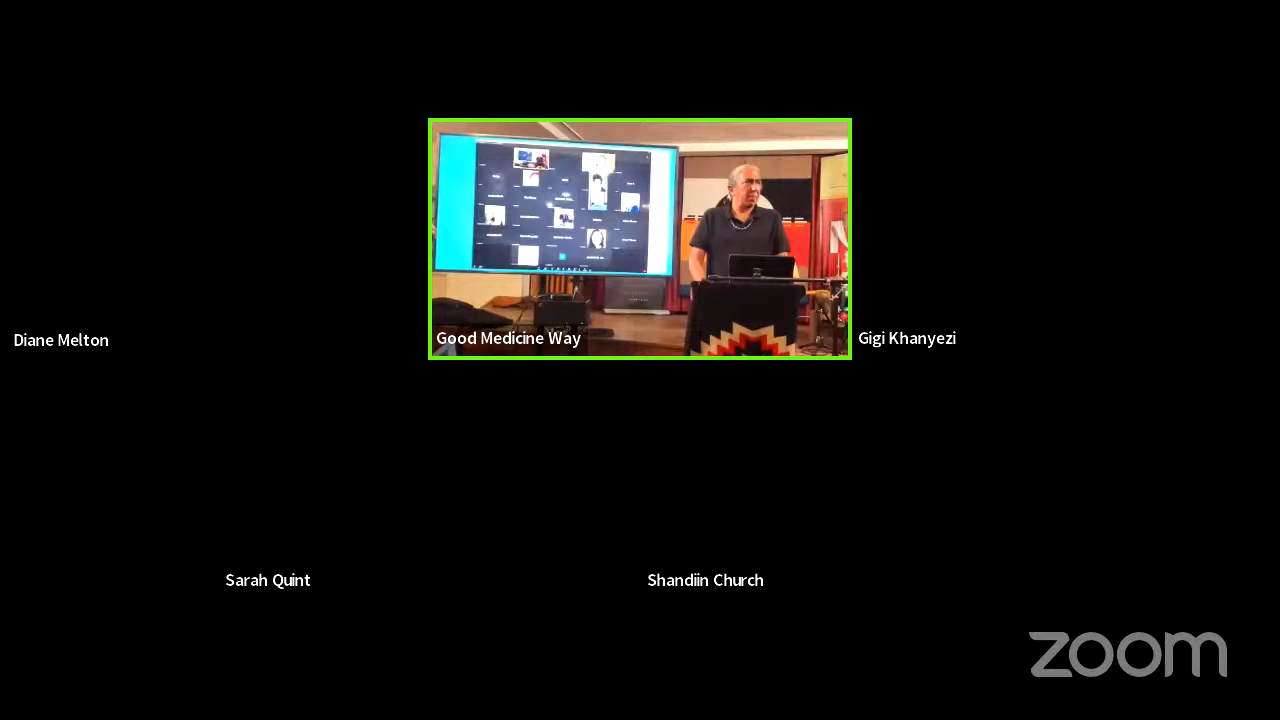 Good Medicine Way
Diane Melton
Gigi Khanyezi
Sarah Quint
Shandiin Church
zoom